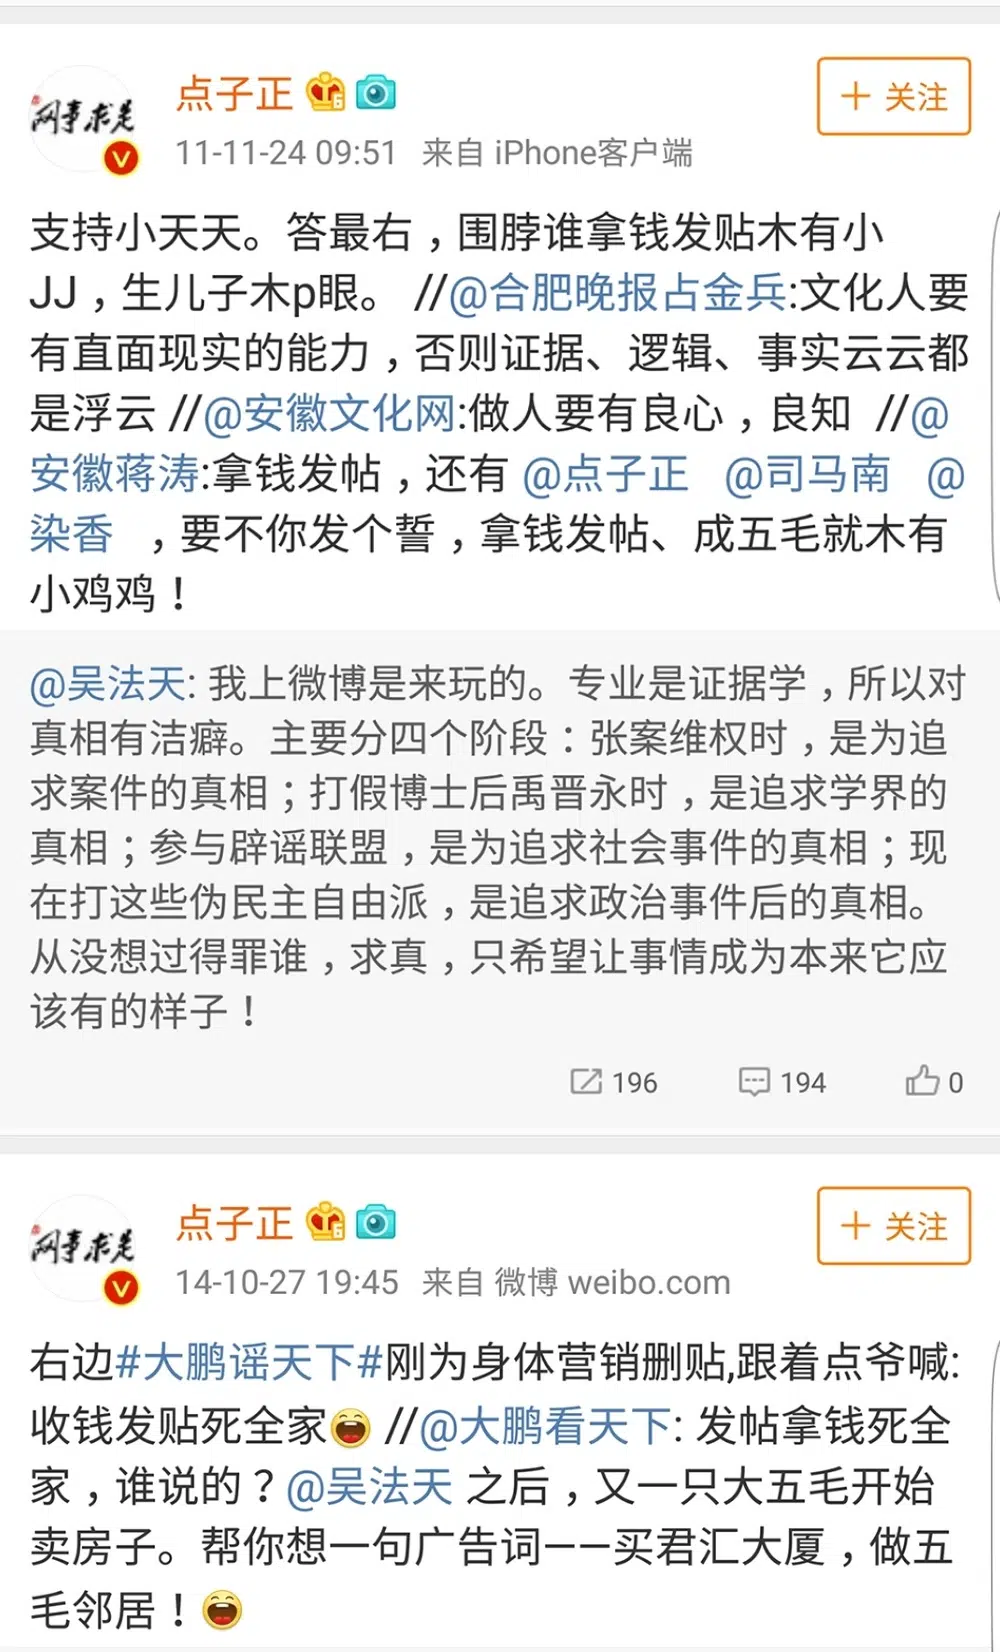 网事求是
点子正
+ 关注
11-11-24 09:51 来自 iPhone客户端
支持小天天。答最右，围脖谁拿钱发贴木有小
JJ，生儿子木p眼。 //@合肥晚报占金兵:文化人要
有直面现实的能力，否则证据、逻辑、事实云云都
是浮云 //@安徽文化网:做人要有良心，良知 //@
安徽蒋涛:拿钱发帖，还有 @点子正 @司马南 @
染香 ，要不你发个誓，拿钱发帖、成五毛就木有
小鸡鸡！
@吴法天: 我上微博是来玩的。专业是证据学，所以对
真相有洁癖。主要分四个阶段：张案维权时，是为追
求案件的真相；打假博士后禹晋永时，是追求学界的
真相；参与辟谣联盟，是为追求社会事件的真相；现
在打这些伪民主自由派，是追求政治事件后的真相。
从没想过得罪谁，求真，只希望让事情成为本来它应
该有的样子！
196 194 0
网事求是
点子正
+ 关注
14-10-27 19:45 来自 微博 weibo.com
右边#大鹏谣天下#刚为身体营销删贴,跟着点爷喊:
收钱发贴死全家 //@大鹏看天下: 发帖拿钱死全
家，谁说的？@吴法天 之后，又一只大五毛开始
卖房子。帮你想一句广告词——买君汇大厦，做五
毛邻居！